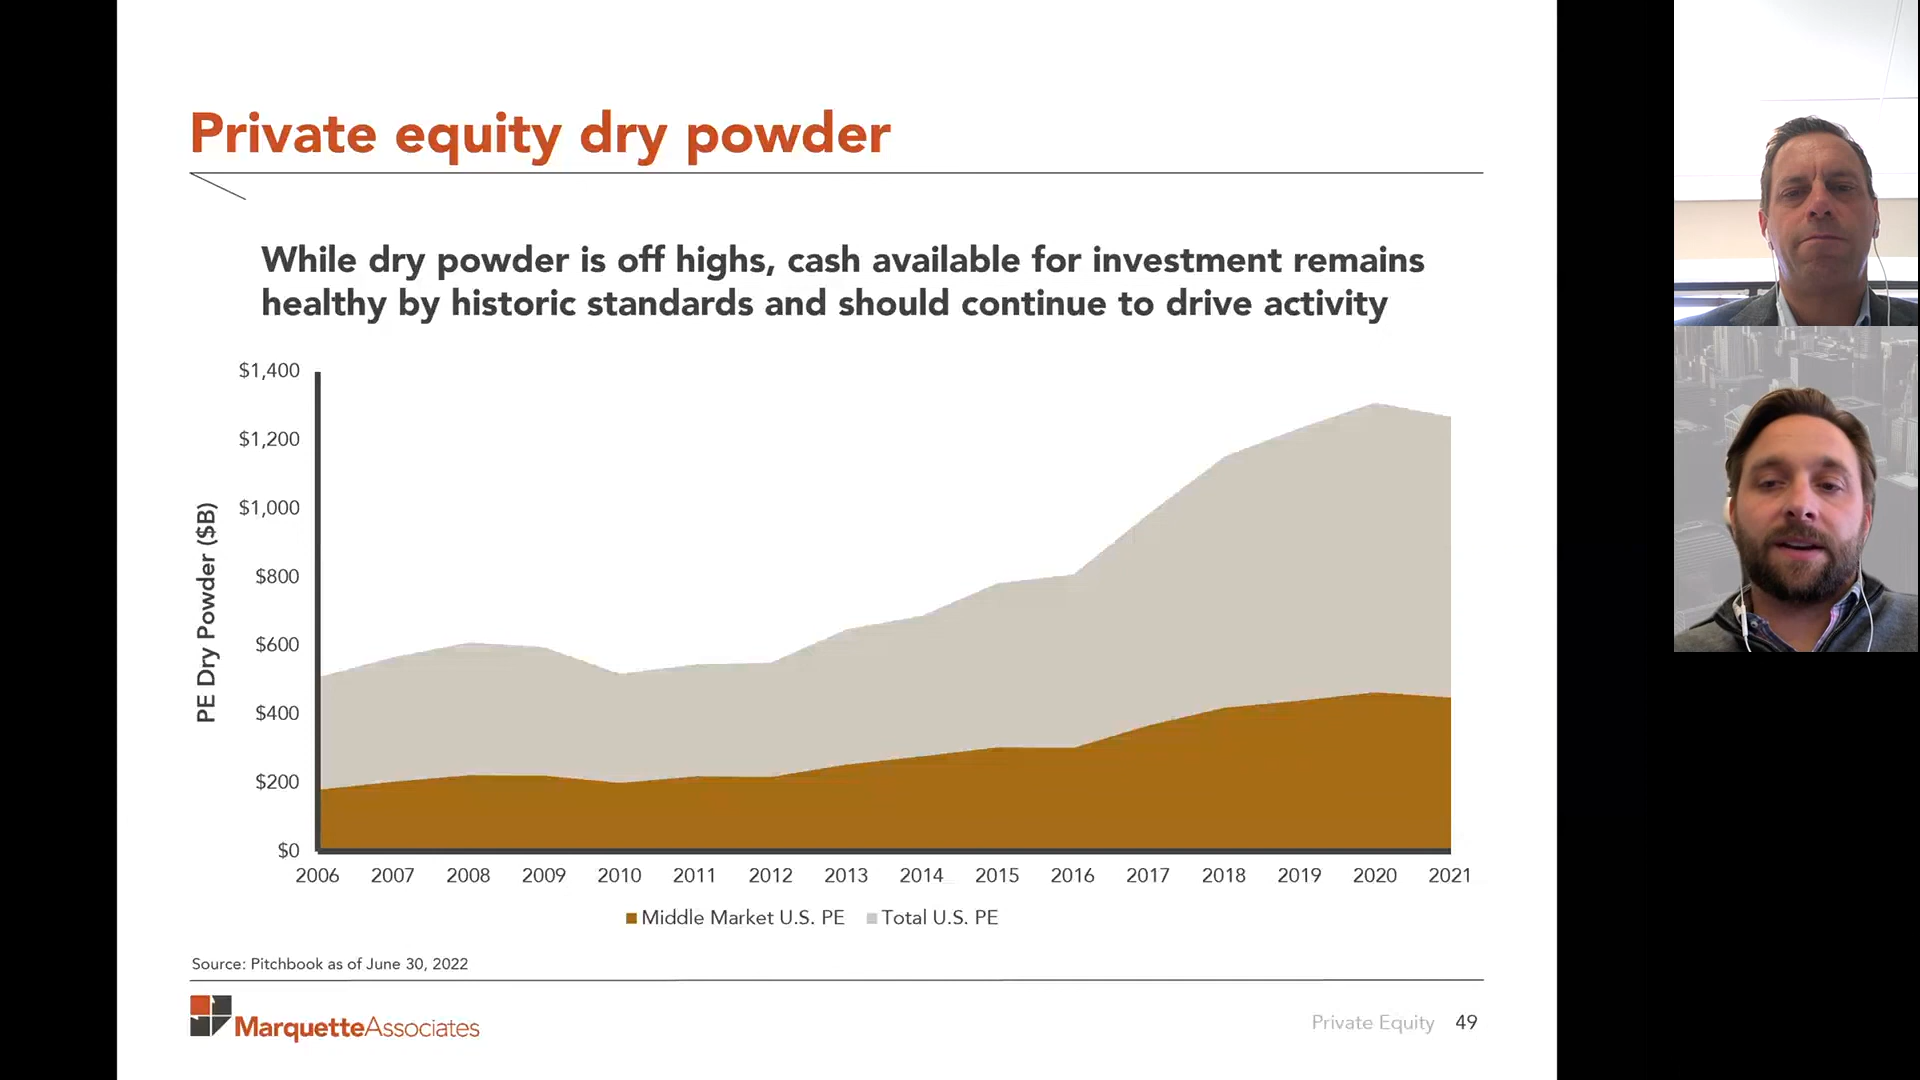 Private equity dry powder
While dry powder is off highs, cash available for investment remains
healthy by historic standards and should continue to drive activity
PE Dry Powder ($B)
$1,400
$1,200
$1,000
$800
$600
$400
$200
$0
2006 2007 2008 2009 2010 2011 2012 2013 2014 2015 2016 2017 2018 2019 2020 2021
Middle Market U.S. PE Total U.S. PE
Source: Pitchbook as of June 30, 2022
MarquetteAssociates
Private Equity 49